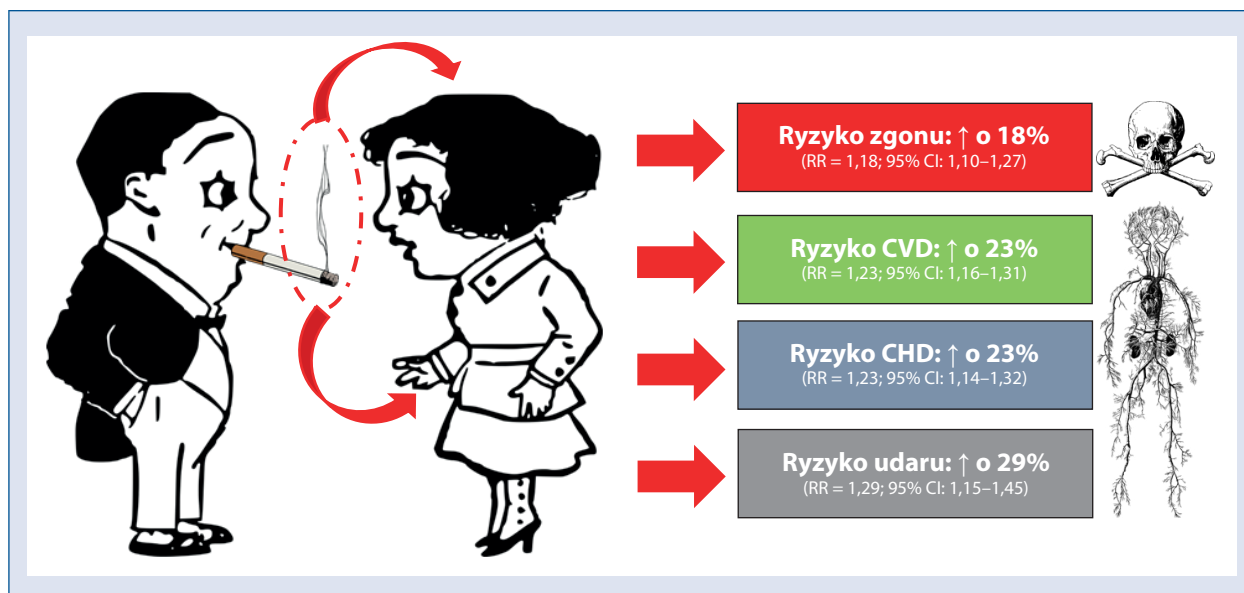 Ryzyko zgonu: ↑ o 18%
(RR = 1,18; 95% CI: 1,10–1,27)
Ryzyko CVD: ↑ o 23%
(RR = 1,23; 95% CI: 1,16–1,31)
Ryzyko CHD: ↑ o 23%
(RR = 1,23; 95% CI: 1,14–1,32)
Ryzyko udaru: ↑ o 29%
(RR = 1,29; 95% CI: 1,15–1,45)